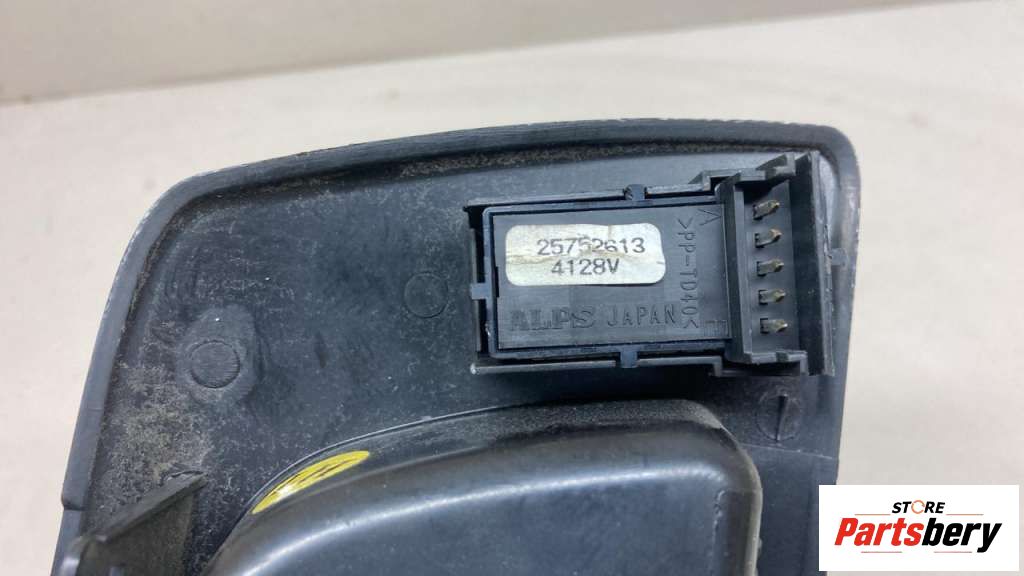 25752613
4128V
ALPS JAPAN
>PP-TD40<
A
E
STORE
Partsbery